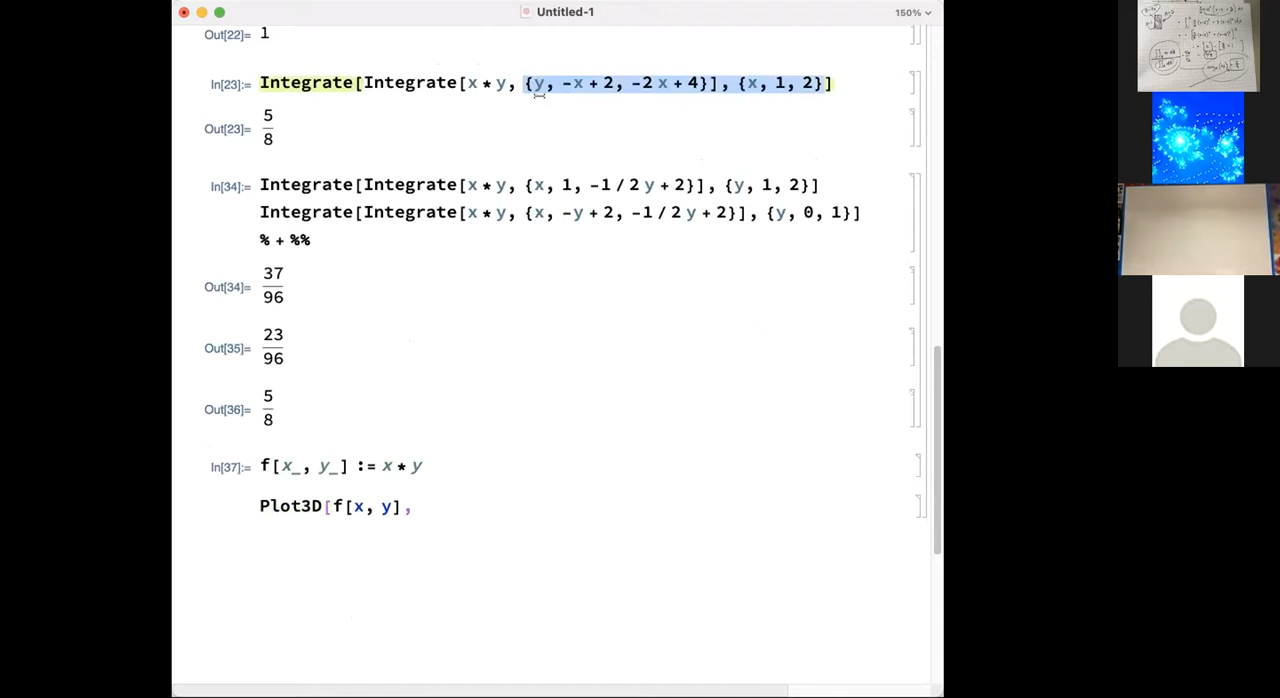 Untitled-1
150%
Out[22]= 1
In[23]:= Integrate[Integrate[x * y, {y, -x + 2, -2 x + 4}], {x, 1, 2}]
Out[23]= 5/8
In[34]:= Integrate[Integrate[x * y, {x, 1, -1 / 2 y + 2}], {y, 1, 2}]
Integrate[Integrate[x * y, {x, -y + 2, -1 / 2 y + 2}], {y, 0, 1}]
% + %%
Out[34]= 37/96
Out[35]= 23/96
Out[36]= 5/8
In[37]:= f[x_, y_] := x * y
Plot3D[f[x, y],